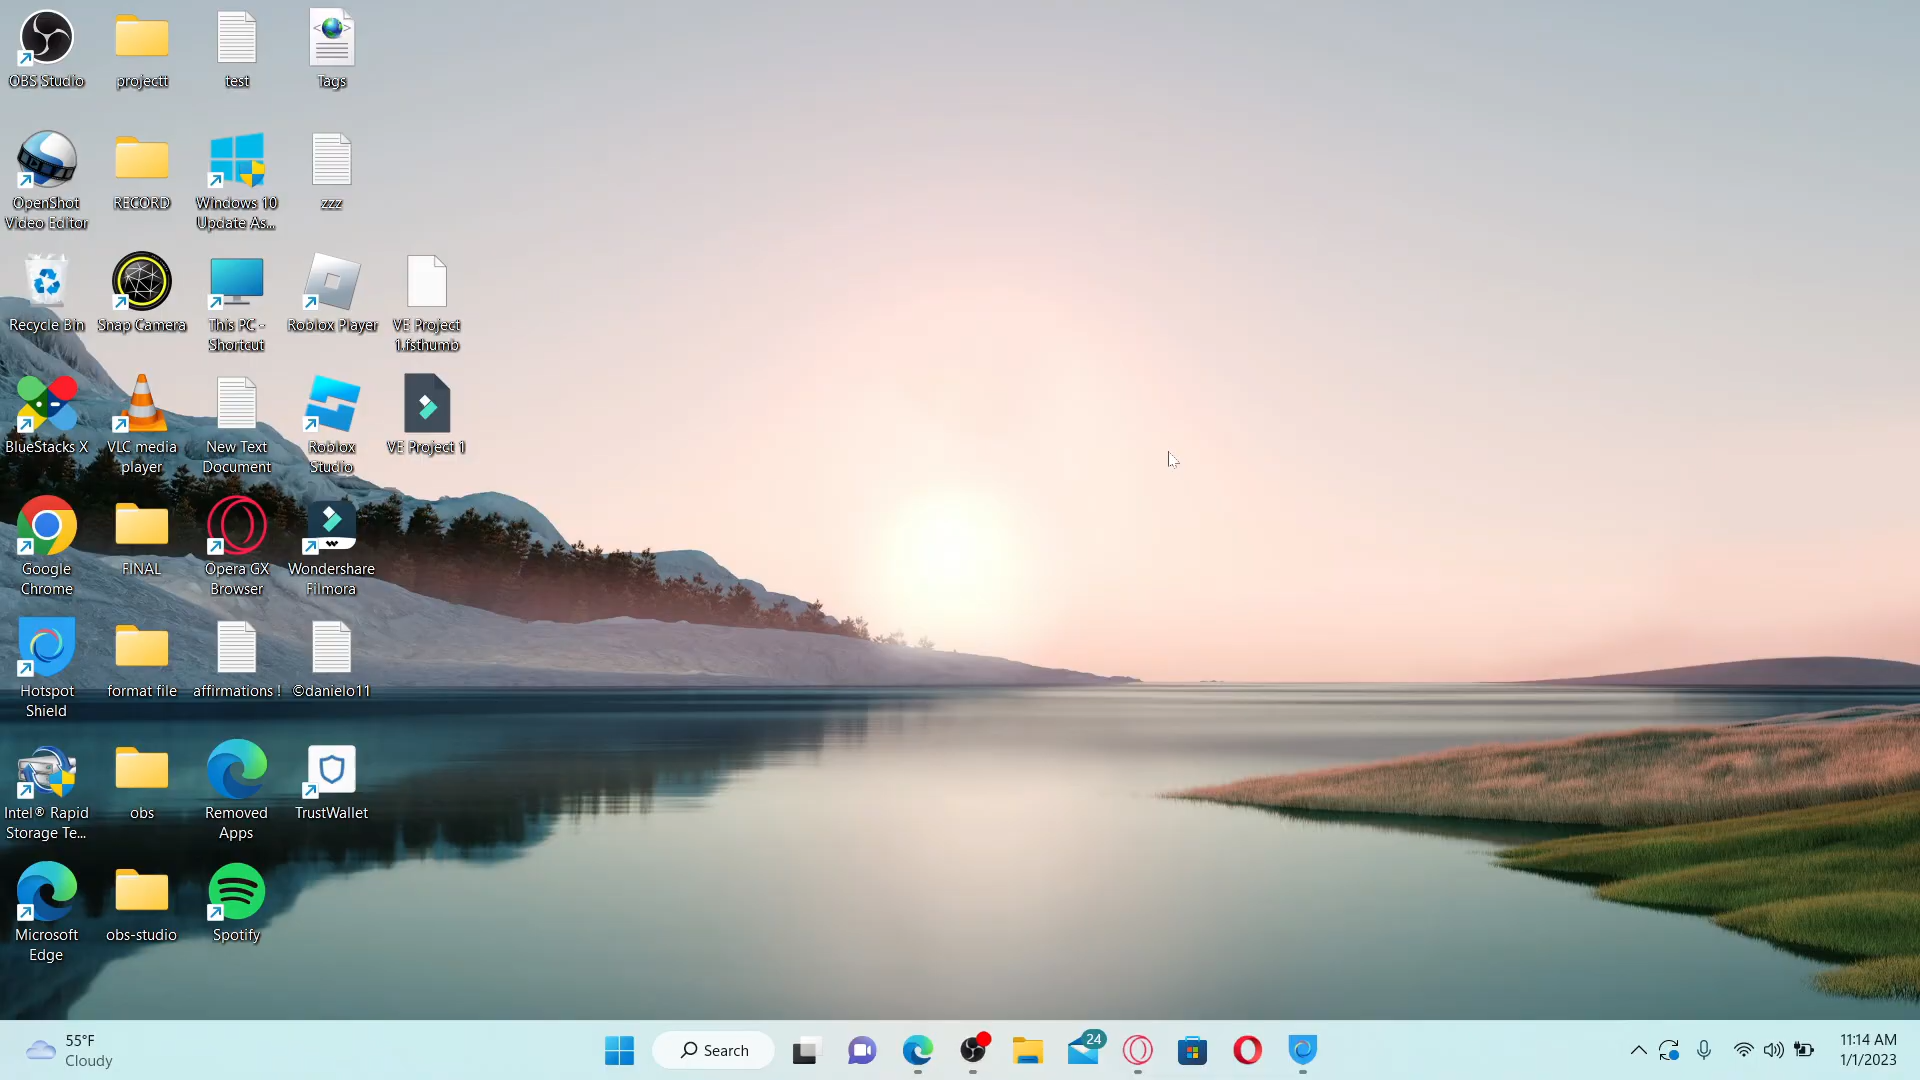 OBS Studio
projectt
test
Tags
OpenShot
Video Editor
RECORD
Windows 10
Update As...
zzz
Recycle Bin
Snap Camera
This PC -
Shortcut
Roblox Player
VE Project
1.fsthumb
BlueStacks X
VLC media
player
New Text
Document
Roblox
Studio
VE Project 1
Google
Chrome
FINAL
Opera GX
Browser
Wondershare
Filmora
Hotspot
Shield
format file
affirmations !
©danielo11
Intel® Rapid
Storage Te...
obs
Removed
Apps
TrustWallet
Microsoft
Edge
obs-studio
Spotify
55°F
Cloudy
Search
24
11:14 AM
1/1/2023